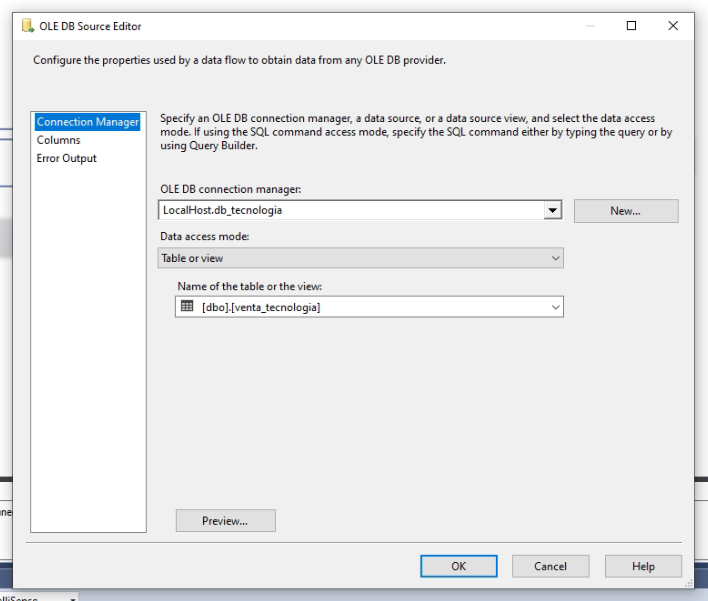 OLE DB Source Editor
Configure the properties used by a data flow to obtain data from any OLE DB provider.
Connection Manager
Columns
Error Output
Specify an OLE DB connection manager, a data source, or a data source view, and select the data access
mode. If using the SQL command access mode, specify the SQL command either by typing the query or by
using Query Builder.
OLE DB connection manager:
LocalHost.db_tecnologia
New...
Data access mode:
Table or view
Name of the table or the view:
[dbo].[venta_tecnologia]
Preview...
OK
Cancel
Help